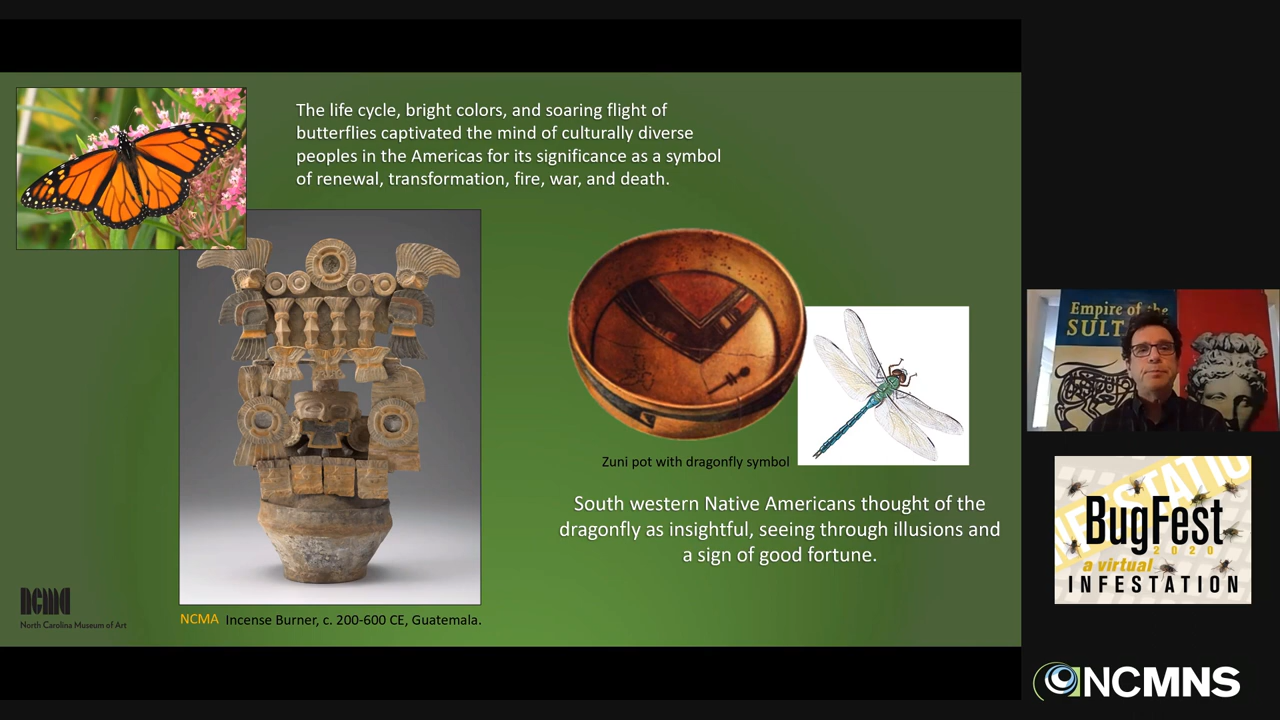 The life cycle, bright colors, and soaring flight of
butterflies captivated the mind of culturally diverse
peoples in the Americas for its significance as a symbol
of renewal, transformation, fire, war, and death.
Zuni pot with dragonfly symbol
South western Native Americans thought of the
dragonfly as insightful, seeing through illusions and
a sign of good fortune.
NCMA Incense Burner, c. 200-600 CE, Guatemala.
ncma
North Carolina Museum of Art
Empire of the
SULT
BugFest
2020
a virtual
INFESTATION
NCMNS